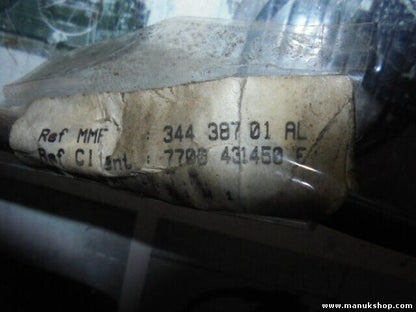 Ref MMF : 344 387 01 AL
Ref Client : 7700 431450 F
www.manukshop.com